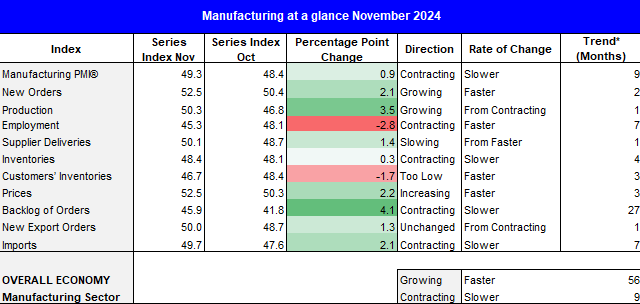 Manufacturing at a glance November 2024
Index Series Index Nov Series Index Oct Percentage Point Change Direction Rate of Change Trend* (Months)
Manufacturing PMI® 49.3 48.4 0.9 Contracting Slower 9
New Orders 52.5 50.4 2.1 Growing Faster 2
Production 50.3 46.8 3.5 Growing From Contracting 1
Employment 45.3 48.1 -2.8 Contracting Faster 7
Supplier Deliveries 50.1 48.7 1.4 Slowing From Faster 1
Inventories 48.4 48.1 0.3 Contracting Slower 4
Customers' Inventories 46.7 48.4 -1.7 Too Low Faster 3
Prices 52.5 50.3 2.2 Increasing Faster 3
Backlog of Orders 45.9 41.8 4.1 Contracting Slower 27
New Export Orders 50.0 48.7 1.3 Unchanged From Contracting 1
Imports 49.7 47.6 2.1 Contracting Slower 7
OVERALL ECONOMY Growing Faster 56
Manufacturing Sector Contracting Slower 9